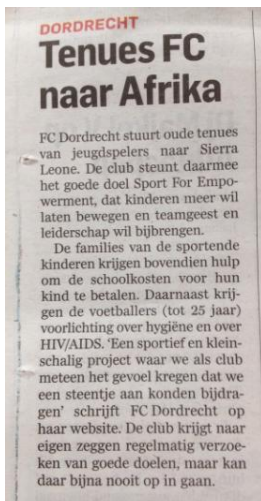 DORDRECHT
Tenues FC
naar Afrika
FC Dordrecht stuurt oude tenues
van jeugdspelers naar Sierra
Leone. De club steunt daarmee
het goede doel Sport For Empo-
werment, dat kinderen meer wil
laten bewegen en teamgeest en
leiderschap wil bijbrengen.
De families van de sportende
kinderen krijgen bovendien hulp
om de schoolkosten voor hun
kind te betalen. Daarnaast krij-
gen de voetballers (tot 25 jaar)
voorlichting over hygiëne en over
HIV/AIDS. ‘Een sportief en klein-
schalig project waar we als club
meteen het gevoel kregen dat we
een steentje aan konden bijdra-
gen’ schrijft FC Dordrecht op
haar website. De club krijgt naar
eigen zeggen regelmatig verzoe-
ken van goede doelen, maar kan
daar bijna nooit op in gaan.